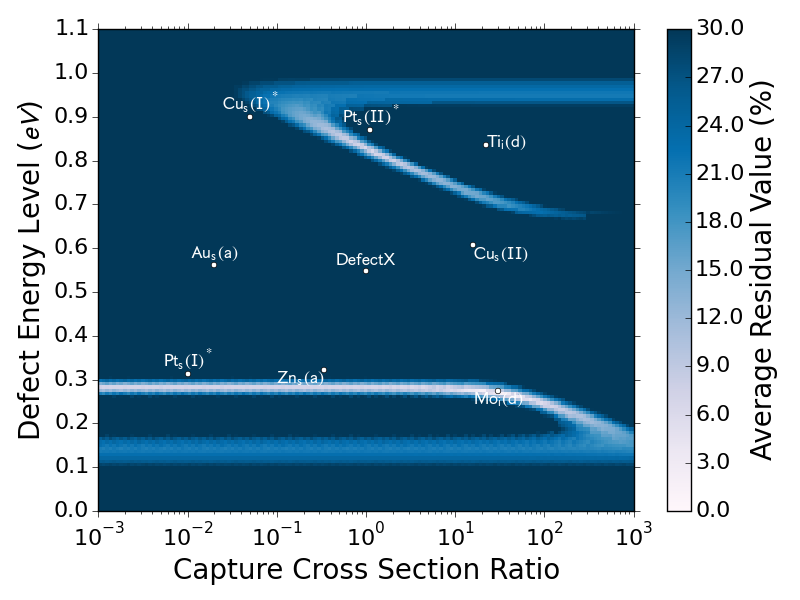 1.1
1.0
0.9
0.8
0.7
0.6
0.5
0.4
0.3
0.2
0.1
0.0
Defect Energy Level (eV)
Cuₛ(I)*
Ptₛ(II)*
Tiᵢ(d)
Auₛ(a)
DefectX
Cuₛ(II)
Ptₛ(I)*
Znₛ(a)
Moᵢ(d)
10⁻³ 10⁻² 10⁻¹ 10⁰ 10¹ 10² 10³
Capture Cross Section Ratio
30.0
27.0
24.0
21.0
18.0
15.0
12.0
9.0
6.0
3.0
0.0
Average Residual Value (%)